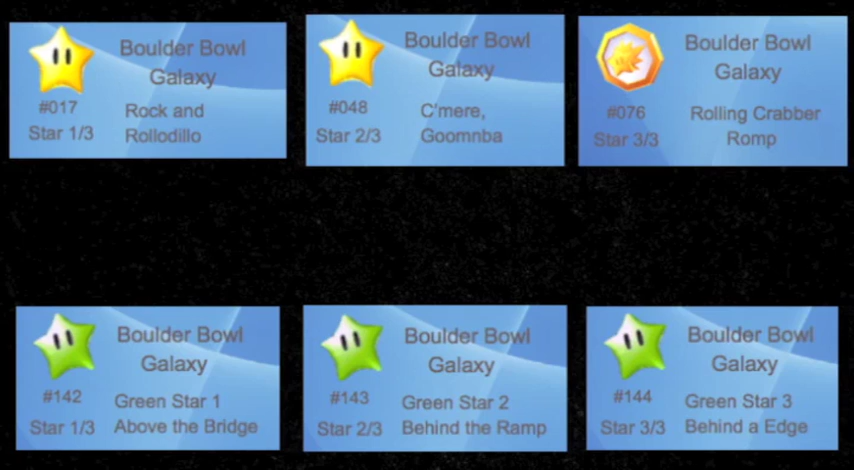 Boulder Bowl
Galaxy
#017
Rock and
Star 1/3
Rollodillo
Boulder Bowl
Galaxy
#048
C'mere,
Star 2/3
Goomnba
Boulder Bowl
Galaxy
#076
Rolling Crabber
Star 3/3
Romp
Boulder Bowl
Galaxy
#142
Green Star 1
Star 1/3
Above the Bridge
Boulder Bowl
Galaxy
#143
Green Star 2
Star 2/3
Behind the Ramp
Boulder Bowl
Galaxy
#144
Green Star 3
Star 3/3
Behind a Edge